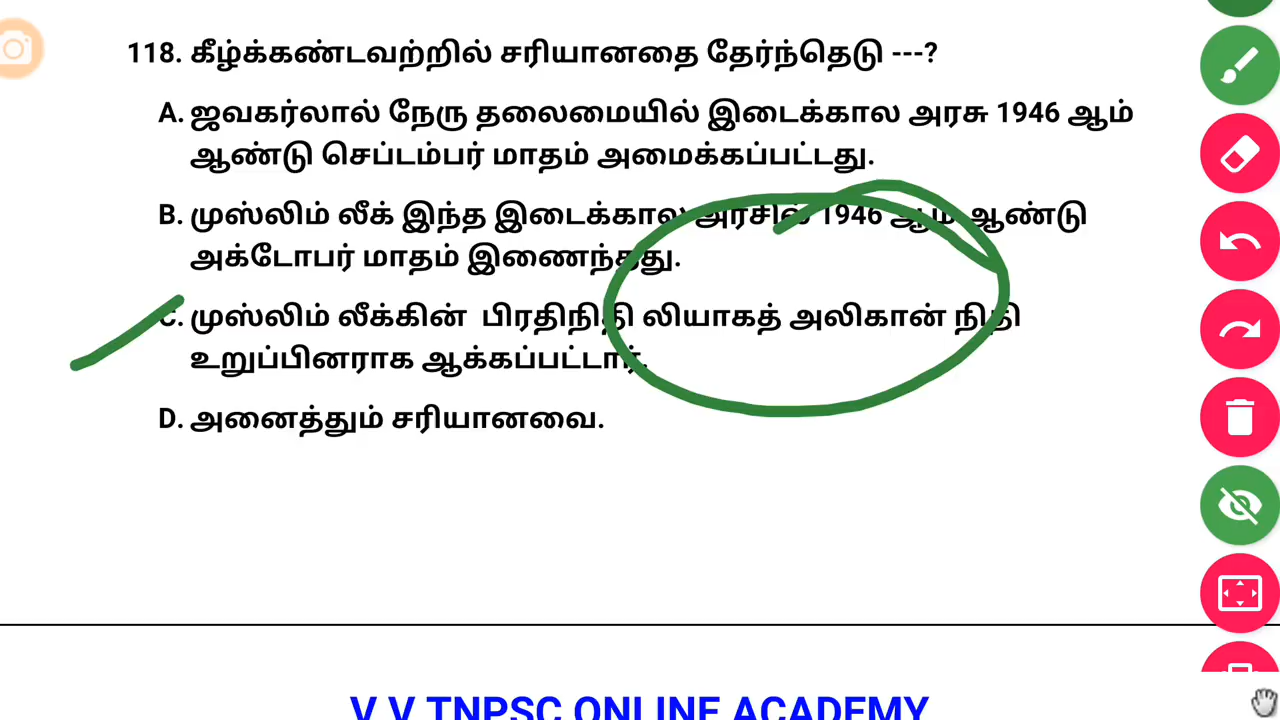 118. கீழ்க்கண்டவற்றில் சரியானதை தேர்ந்தெடு ---?
A. ஜவகர்லால் நேரு தலைமையில் இடைக்கால அரசு 1946 ஆம்
ஆண்டு செப்டம்பர் மாதம் அமைக்கப்பட்டது.
B. முஸ்லிம் லீக் இந்த இடைக்கால அரசில் 1946 ஆம் ஆண்டு
அக்டோபர் மாதம் இணைந்தது.
C. முஸ்லிம் லீக்கின் பிரதிநிதி லியாகத் அலிகான் நிதி
உறுப்பினராக ஆக்கப்பட்டார்.
D. அனைத்தும் சரியானவை.
V V TNPSC ONLINE ACADEMY